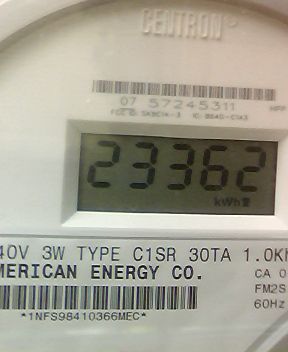 CENTRON
07 57245311
23362
kWh
40V 3W TYPE C1SR 30TA 1.0Kh
MERICAN ENERGY CO.
CA 0
FM2S
60Hz
*1NFS98410366MEC*